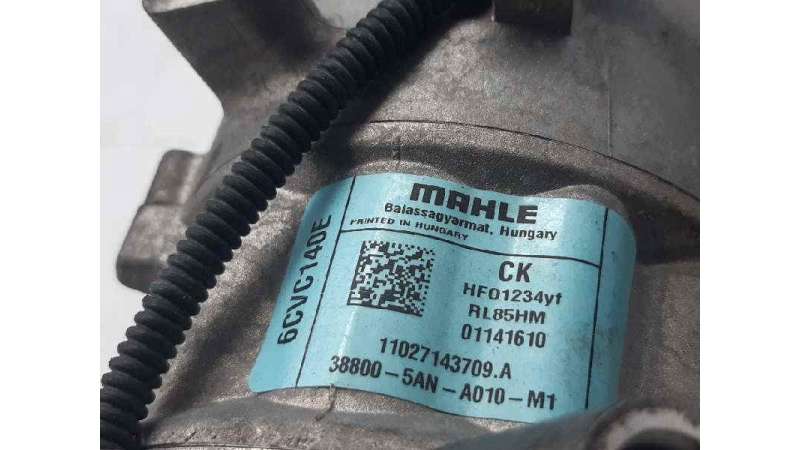 MAHLE
Balassagyarmat, Hungary
PRINTED IN HUNGARY
6CVC140E
CK
HFO1234yf
RL85HM
01141610
11027143709.A
38800-5AN-A010-M1